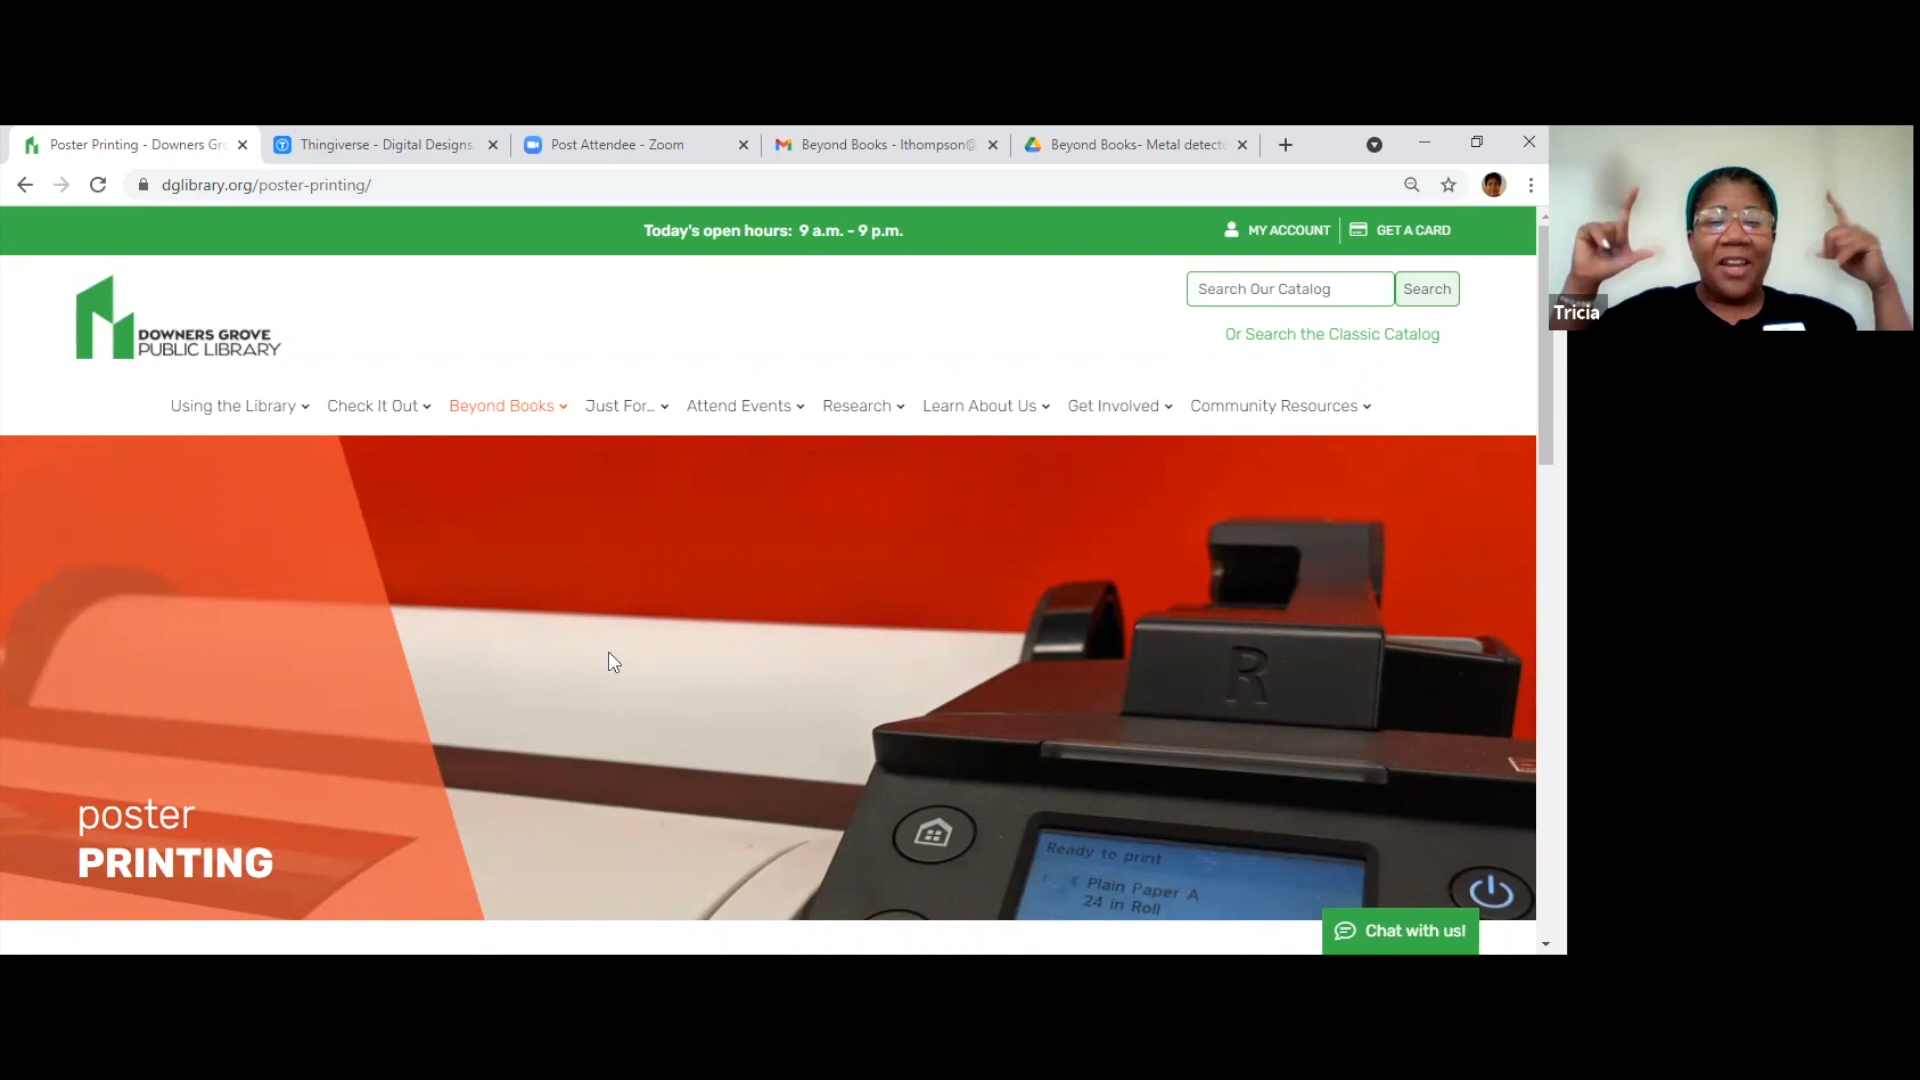 Poster Printing - Downers Gr
Thingiverse - Digital Designs
Post Attendee - Zoom
Beyond Books - lthompson@
Beyond Books- Metal detect
dglibrary.org/poster-printing/
Today's open hours: 9 a.m. - 9 p.m.
MY ACCOUNT
GET A CARD
Search Our Catalog
Search
Or Search the Classic Catalog
DOWNERS GROVE
PUBLIC LIBRARY
Using the Library
Check It Out
Beyond Books
Just For...
Attend Events
Research
Learn About Us
Get Involved
Community Resources
Tricia
R
poster
PRINTING
Ready to print
Plain Paper A
24 in Roll
Chat with us!